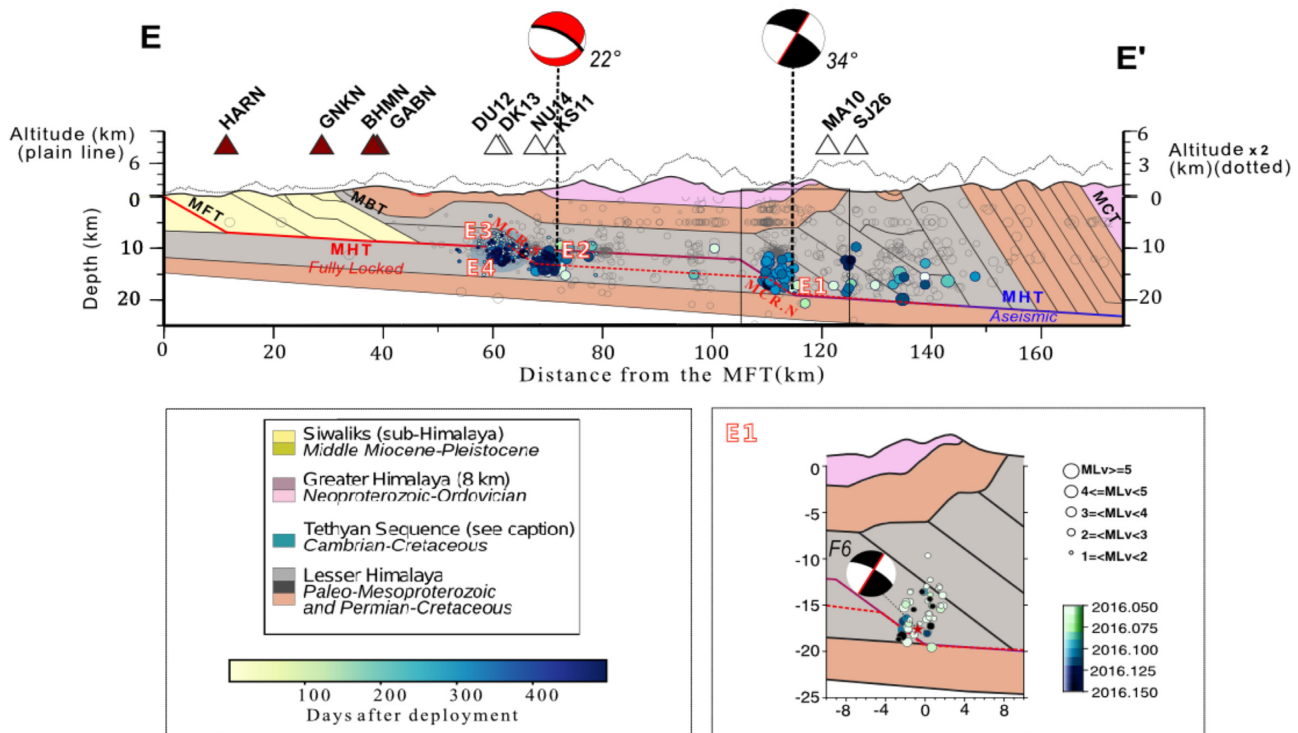 E
22°
34°
E'
HARN
GNKN
BHMN
GABN
DU12
DK13
NU14
KS11
MA10
SJ26
Altitude (km)
(plain line)
6
0
Altitude x 2
(km)(dotted)
6
3
0
Depth (km)
10
20
10
20
MFT
MBT
MHT
Fully Locked
E3
E4
E2
E1
MCR.N
MHT
Aseismic
MCT
0
20
40
60
80
100
120
140
160
Distance from the MFT(km)
Siwaliks (sub-Himalaya)
Middle Miocene-Pleistocene
Greater Himalaya (8 km)
Neoproterozoic-Ordovician
Tethyan Sequence (see caption)
Cambrian-Cretaceous
Lesser Himalaya
Paleo-Mesoproterozoic
and Permian-Cretaceous
100
200
300
400
Days after deployment
E1
F6
0
-5
-10
-15
-20
-25
-8
-4
0
4
8
MLv>=5
4<=MLv<5
3=<MLv<4
2=<MLv<3
1=<MLv<2
2016.050
2016.075
2016.100
2016.125
2016.150